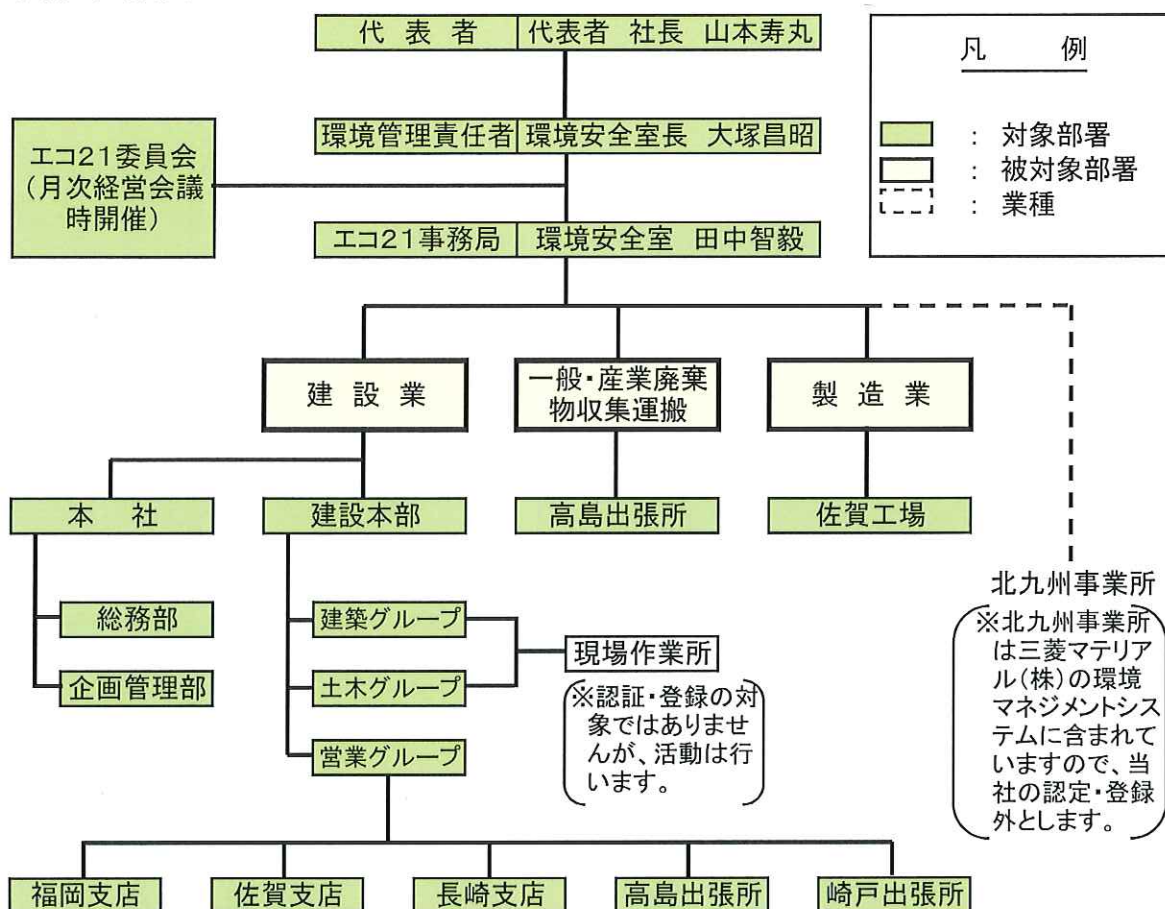 代表者 代表者 社長 山本寿丸
環境管理責任者 環境安全室長 大塚昌昭
エコ21委員会
(月次経営会議
時開催)
エコ21事務局 環境安全室 田中智毅
凡 例
: 対象部署
: 被対象部署
: 業種
建設業
一般・産業廃棄
物収集運搬
製造業
本社
建設本部
高島出張所
佐賀工場
総務部
企画管理部
建築グループ
土木グループ
営業グループ
現場作業所
※認証・登録の対
象ではありませ
んが、活動は行
います。
北九州事業所
※北九州事業所
は三菱マテリア
ル(株)の環境
マネジメントシス
テムに含まれて
いますので、当
社の認定・登録
外とします。
福岡支店
佐賀支店
長崎支店
高島出張所
崎戸出張所